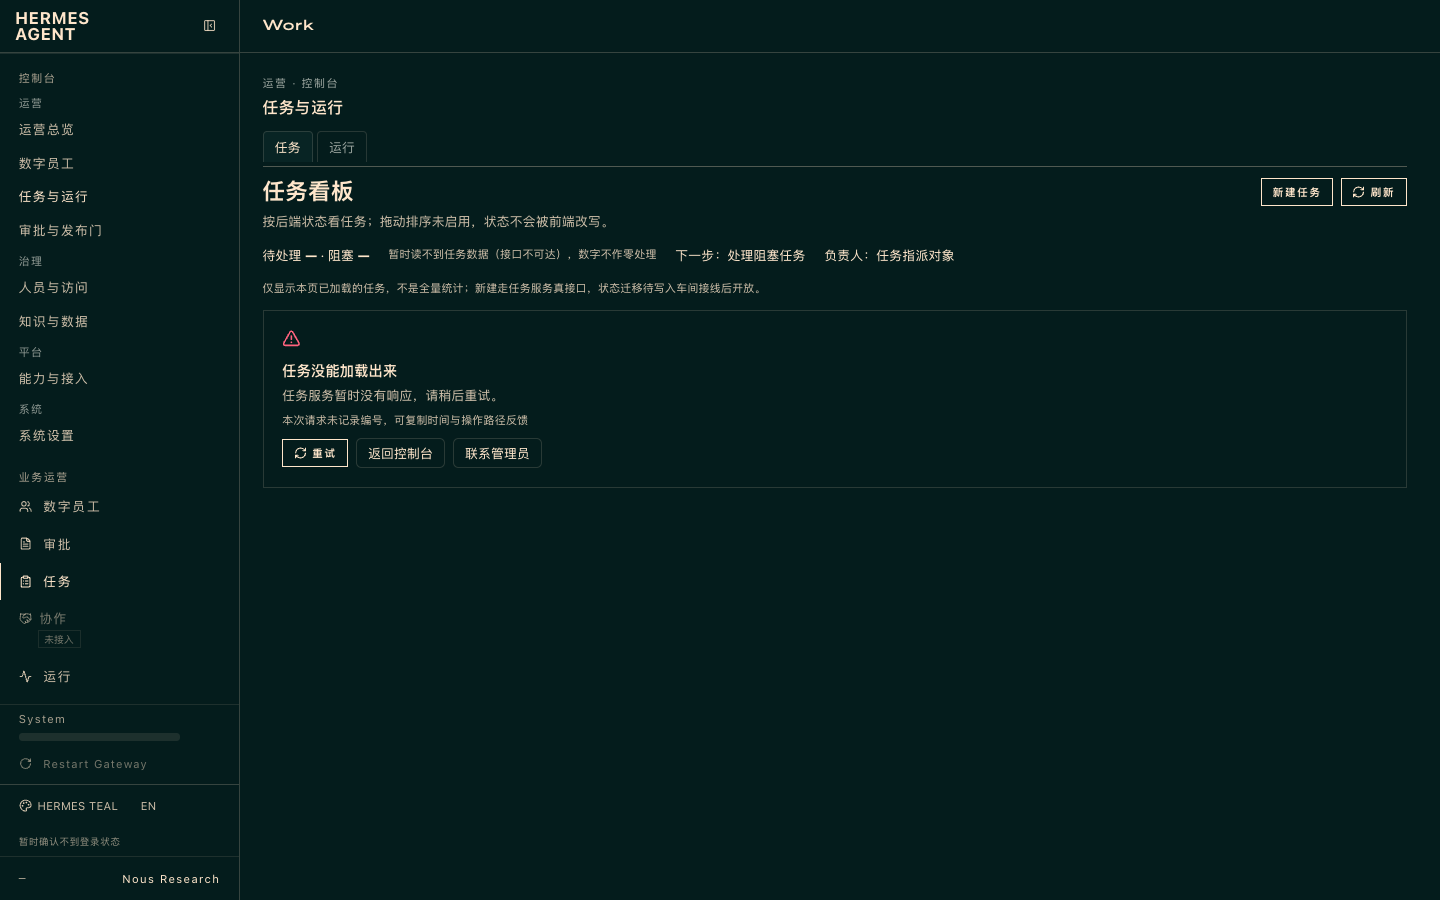 HERMES
AGENT
Work
控制台
运营
运营总览
数字员工
任务与运行
审批与发布门
治理
人员与访问
知识与数据
平台
能力与接入
系统
系统设置
业务运营
数字员工
审批
任务
协作
未接入
运行
System
Restart Gateway
HERMES TEAL EN
暂时确认不到登录状态
— Nous Research
运营 · 控制台
任务与运行
任务 运行
任务看板
新建任务 刷新
按后端状态看任务；拖动排序未启用，状态不会被前端改写。
待处理 — · 阻塞 — 暂时读不到任务数据（接口不可达），数字不作零处理 下一步：处理阻塞任务 负责人：任务指派对象
仅显示本页已加载的任务，不是全量统计；新建走任务服务真接口，状态迁移待写入车间接线后开放。
任务没能加载出来
任务服务暂时没有响应，请稍后重试。
本次请求未记录编号，可复制时间与操作路径反馈
重试 返回控制台 联系管理员